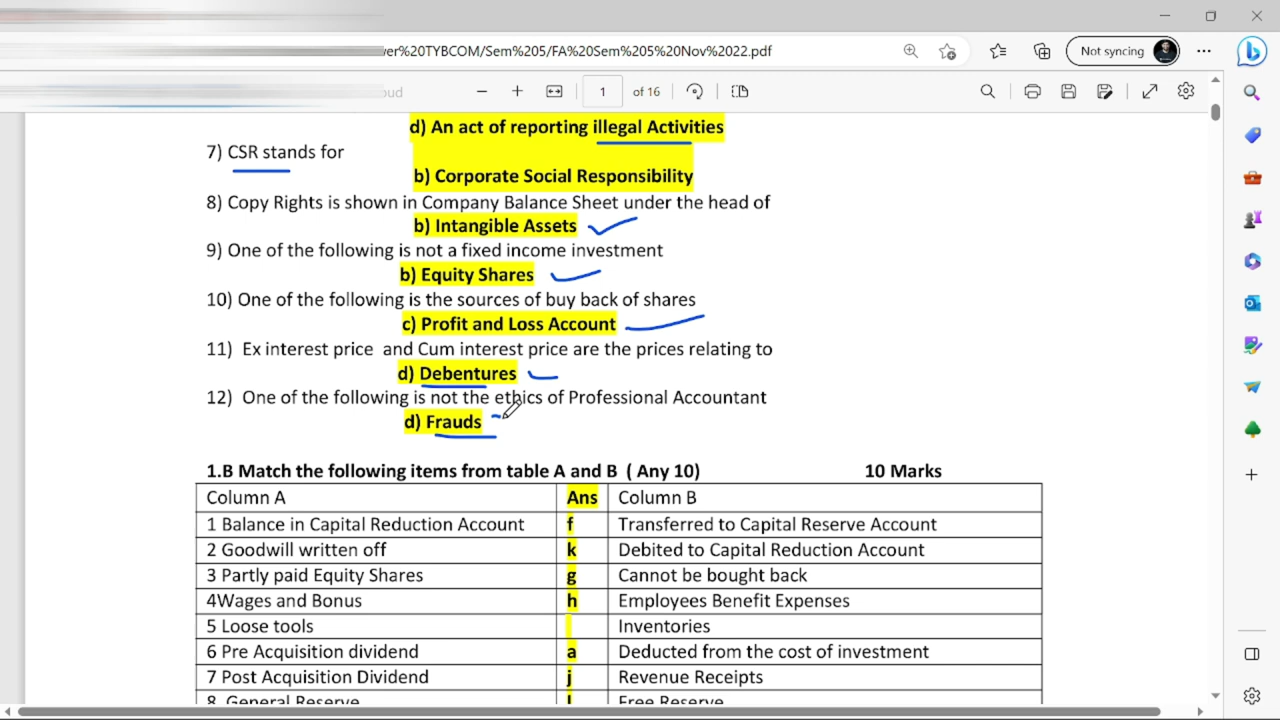 er%20TYBCOM/Sem%205/FA%20Sem%205%20Nov%2022.pdf
Not syncing
1 of 16
d) An act of reporting illegal Activities
7) CSR stands for
b) Corporate Social Responsibility
8) Copy Rights is shown in Company Balance Sheet under the head of
b) Intangible Assets
9) One of the following is not a fixed income investment
b) Equity Shares
10) One of the following is the sources of buy back of shares
c) Profit and Loss Account
11) Ex interest price and Cum interest price are the prices relating to
d) Debentures
12) One of the following is not the ethics of Professional Accountant
d) Frauds
1.B Match the following items from table A and B ( Any 10) 10 Marks
Column A Ans Column B
1 Balance in Capital Reduction Account f Transferred to Capital Reserve Account
2 Goodwill written off k Debited to Capital Reduction Account
3 Partly paid Equity Shares g Cannot be bought back
4Wages and Bonus h Employees Benefit Expenses
5 Loose tools Inventories
6 Pre Acquisition dividend a Deducted from the cost of investment
7 Post Acquisition Dividend j Revenue Receipts
8 General Reserve Free Reserve